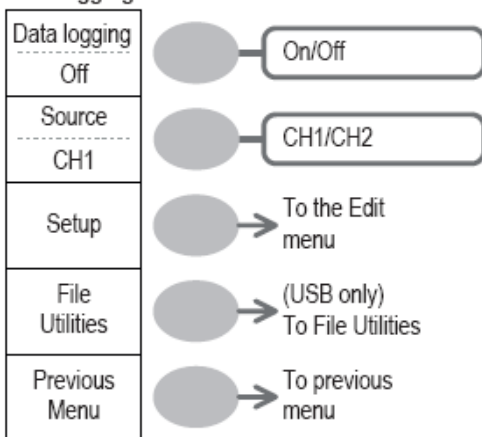 Data logging
Off
On/Off
Source
CH1
CH1/CH2
Setup
To the Edit
menu
File
Utilities
(USB only)
To File Utilities
Previous
Menu
To previous
menu